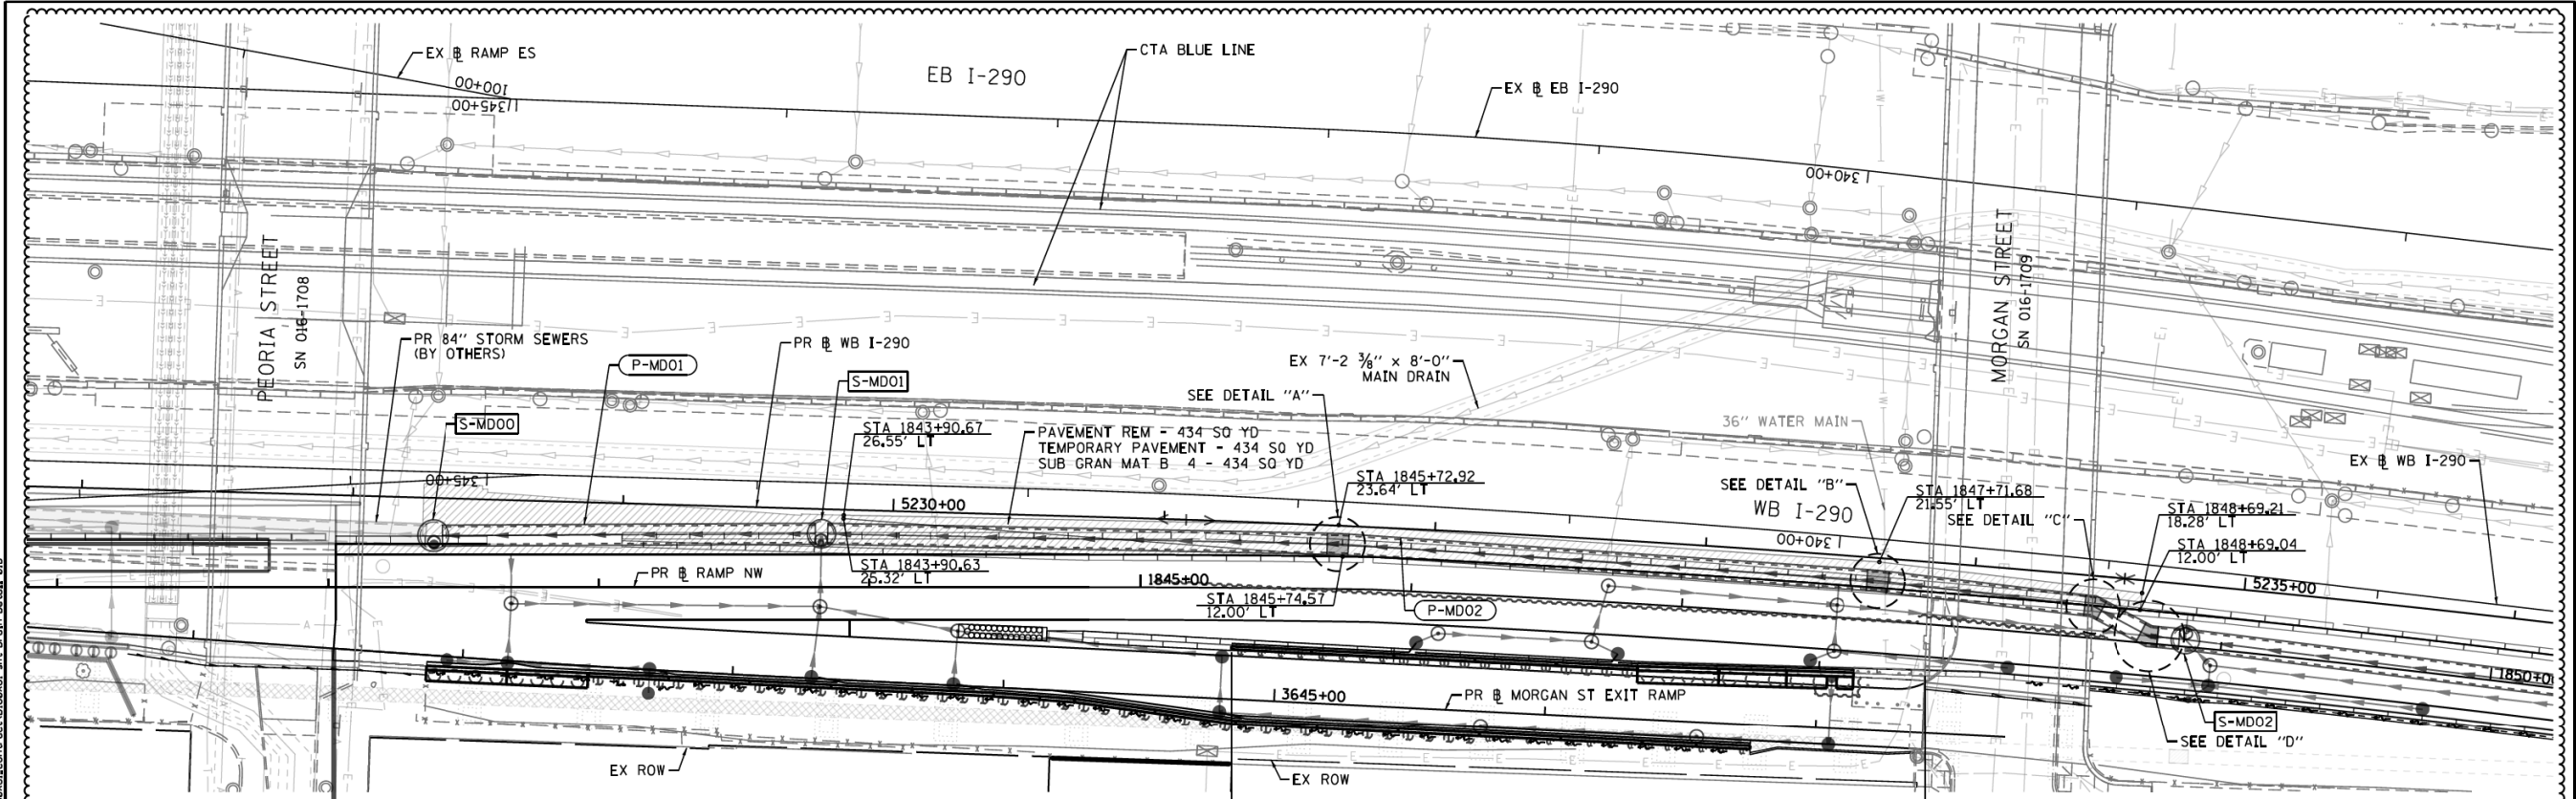 EX ℄ RAMP ES
100+00
345+00
EB I-290
CTA BLUE LINE
EX ℄ EB I-290
340+00
PEORIA STREET
SN 016-1708
MORGAN STREET
SN 016-1709
PR 84" STORM SEWERS
(BY OTHERS)
P-MD01
S-MD00
S-MD01
PR ℄ WB I-290
STA 1843+90.67
26.55' LT
PAVEMENT REM - 434 SQ YD
TEMPORARY PAVEMENT - 434 SQ YD
SUB GRAN MAT B 4 - 434 SQ YD
SEE DETAIL "A"
EX 7'-2 3/8" x 8'-0"
MAIN DRAIN
36" WATER MAIN
STA 1845+72.92
23.64' LT
SEE DETAIL "B"
WB I-290
STA 1847+71.68
21.55' LT
SEE DETAIL "C"
EX ℄ WB I-290
STA 1848+69.21
18.28' LT
STA 1848+69.04
12.00' LT
345+00
5230+00
340+00
5235+00
PR ℄ RAMP NW
STA 1843+90.63
25.32' LT
1845+00
STA 1845+74.57
12.00' LT
P-MD02
1850+0
3645+00
PR ℄ MORGAN ST EXIT RAMP
S-MD02
SEE DETAIL "D"
EX ROW
EX ROW